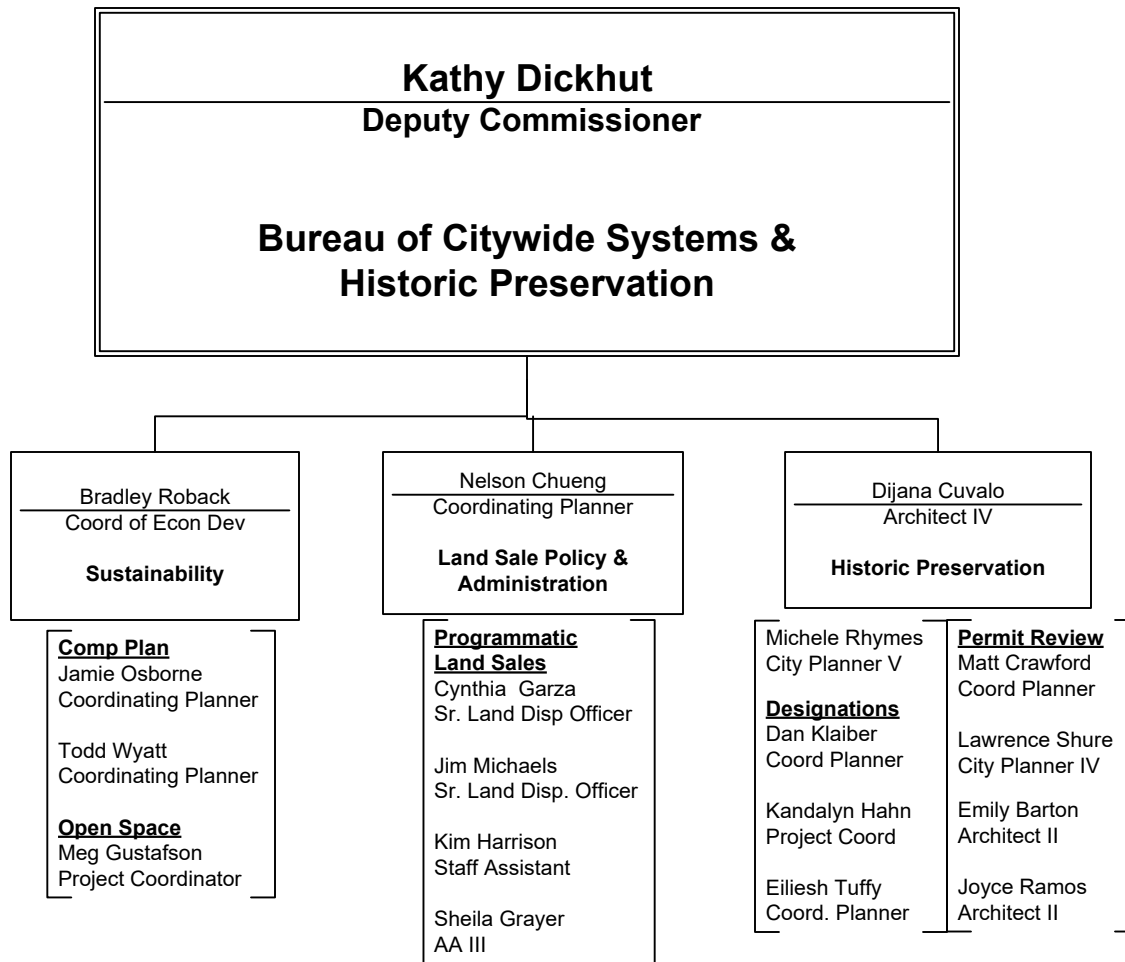 Kathy Dickhut
Deputy Commissioner
Bureau of Citywide Systems &
Historic Preservation
Bradley Roback
Coord of Econ Dev
Sustainability
Comp Plan
Jamie Osborne
Coordinating Planner
Todd Wyatt
Coordinating Planner
Open Space
Meg Gustafson
Project Coordinator
Nelson Chueng
Coordinating Planner
Land Sale Policy &
Administration
Programmatic
Land Sales
Cynthia Garza
Sr. Land Disp Officer
Jim Michaels
Sr. Land Disp. Officer
Kim Harrison
Staff Assistant
Sheila Grayer
AA III
Dijana Cuvalo
Architect IV
Historic Preservation
Michele Rhymes
City Planner V
Designations
Dan Klaiber
Coord Planner
Kandalyn Hahn
Project Coord
Eiliesh Tuffy
Coord. Planner
Permit Review
Matt Crawford
Coord Planner
Lawrence Shure
City Planner IV
Emily Barton
Architect II
Joyce Ramos
Architect II